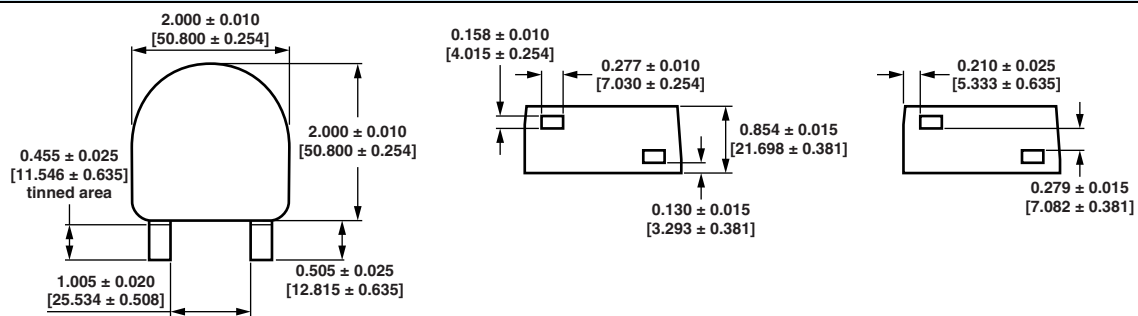 2.000 ± 0.010
[50.800 ± 0.254]
2.000 ± 0.010
[50.800 ± 0.254]
0.455 ± 0.025
[11.546 ± 0.635]
tinned area
1.005 ± 0.020
[25.534 ± 0.508]
0.505 ± 0.025
[12.815 ± 0.635]
0.158 ± 0.010
[4.015 ± 0.254]
0.277 ± 0.010
[7.030 ± 0.254]
0.854 ± 0.015
[21.698 ± 0.381]
0.130 ± 0.015
[3.293 ± 0.381]
0.210 ± 0.025
[5.333 ± 0.635]
0.279 ± 0.015
[7.082 ± 0.381]